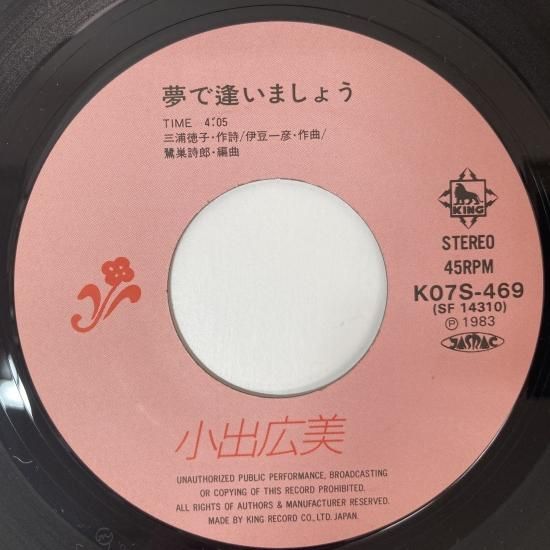 夢で逢いましょう
TIME 4:05
三浦徳子・作詩/伊豆一彦・作曲/
鷺巣詩郎・編曲
KING
STEREO
45RPM
K07S-469
(SF 14310)
Ⓟ 1983
JASRAC
小出広美
UNAUTHORIZED PUBLIC PERFORMANCE, BROADCASTING
OR COPYING OF THIS RECORD PROHIBITED.
ALL RIGHTS OF AUTHORS & MANUFACTURER RESERVED.
MADE BY KING RECORD CO., LTD. JAPAN.